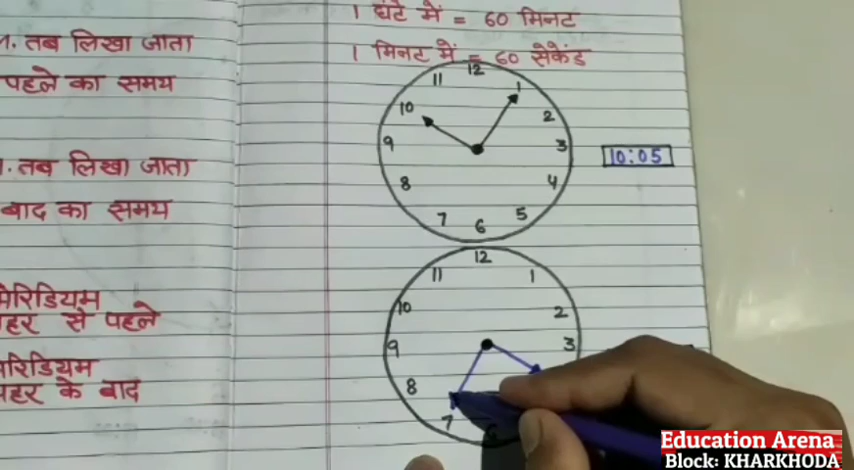 1 घंटे में = 60 मिनट
1 मिनट में = 60 सेकेंड
तब लिखा जाता
पहले का समय
तब लिखा जाता
बाद का समय
से पहले
के बाद
12
11
1
10
2
9
3
8
4
7
5
6
10:05
12
11
1
10
2
9
3
8
7
Education Arena
Block: KHARKHODA